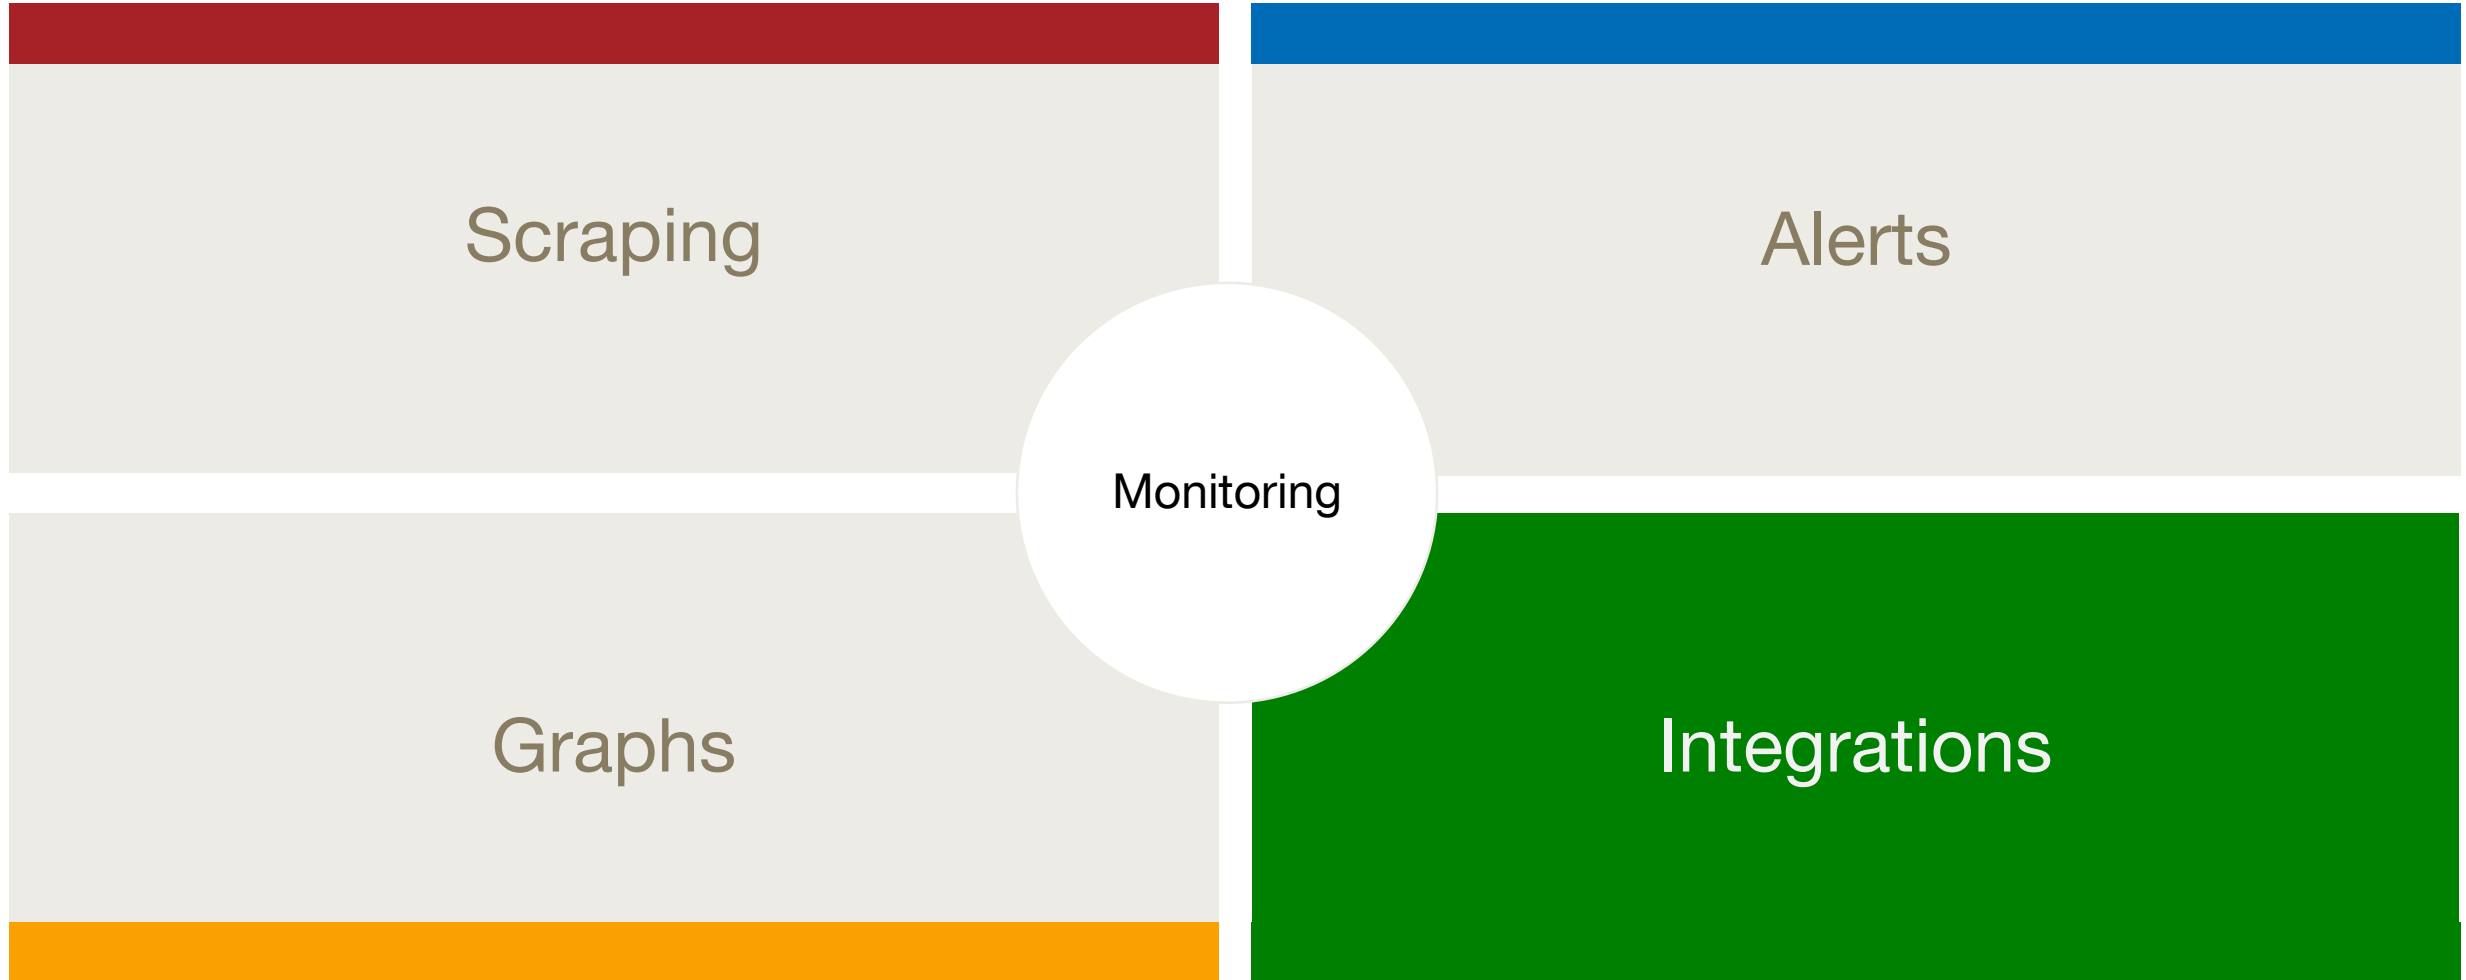 Scraping
Alerts
Monitoring
Graphs
Integrations